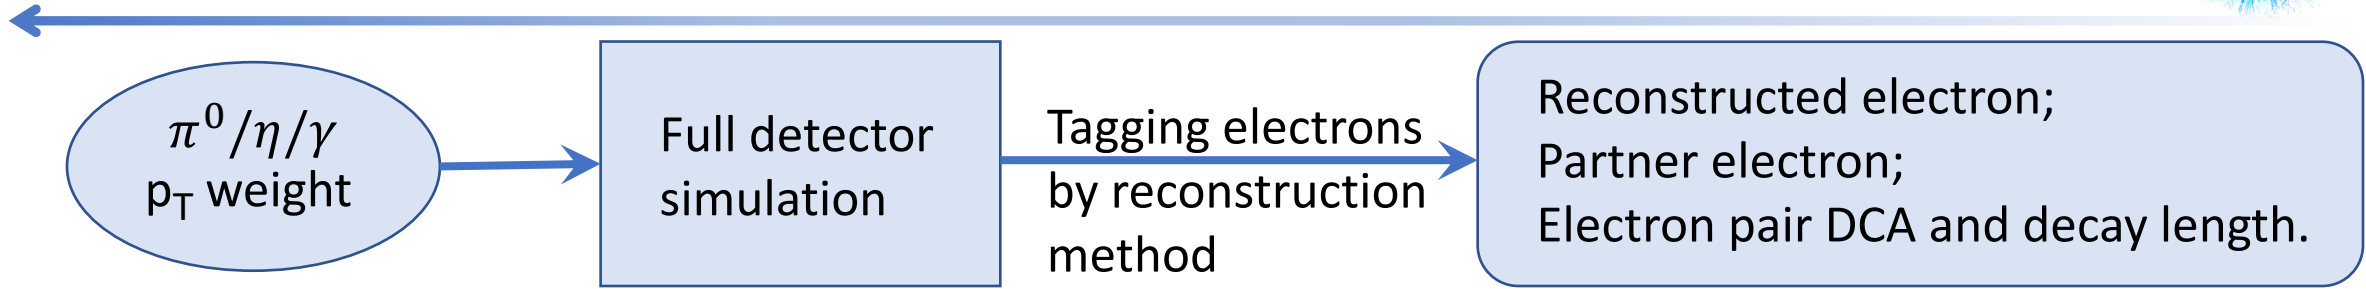 π⁰/η/γ
p_T weight
Full detector
simulation
Tagging electrons
by reconstruction
method
Reconstructed electron;
Partner electron;
Electron pair DCA and decay length.